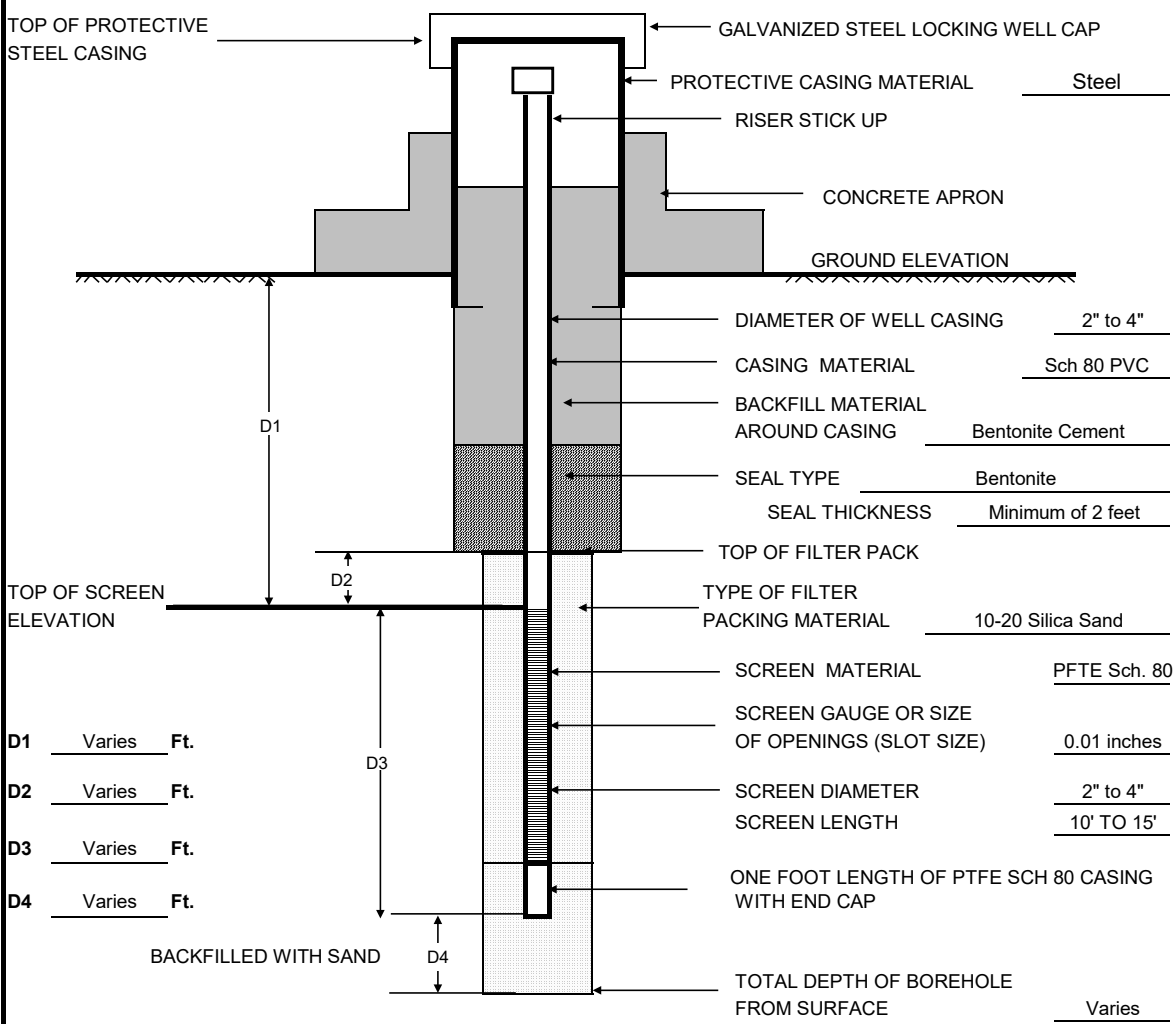 TOP OF PROTECTIVE
STEEL CASING
GALVANIZED STEEL LOCKING WELL CAP
PROTECTIVE CASING MATERIAL Steel
RISER STICK UP
CONCRETE APRON
GROUND ELEVATION
DIAMETER OF WELL CASING 2" to 4"
CASING MATERIAL Sch 80 PVC
D1
BACKFILL MATERIAL
AROUND CASING Bentonite Cement
SEAL TYPE Bentonite
SEAL THICKNESS Minimum of 2 feet
TOP OF FILTER PACK
D2
TOP OF SCREEN
ELEVATION
TYPE OF FILTER
PACKING MATERIAL 10-20 Silica Sand
SCREEN MATERIAL PFTE Sch. 80
SCREEN GAUGE OR SIZE
OF OPENINGS (SLOT SIZE) 0.01 inches
D1 Varies Ft.
D3
D2 Varies Ft.
SCREEN DIAMETER 2" to 4"
SCREEN LENGTH 10' TO 15'
D3 Varies Ft.
D4 Varies Ft.
ONE FOOT LENGTH OF PTFE SCH 80 CASING
WITH END CAP
BACKFILLED WITH SAND
D4
TOTAL DEPTH OF BOREHOLE
FROM SURFACE Varies